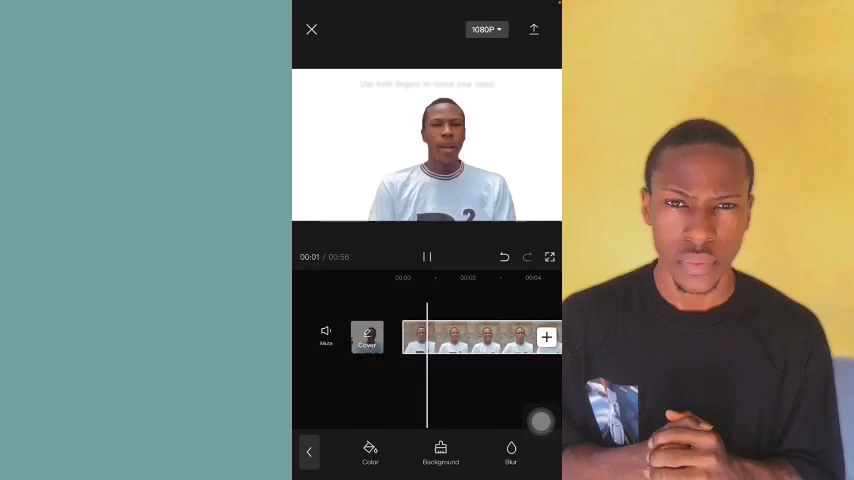 1080P
Use both fingers to resize your video
2
00:01 / 00:56
00:00
00:02
00:04
Mute
Cover
Color
Background
Blur